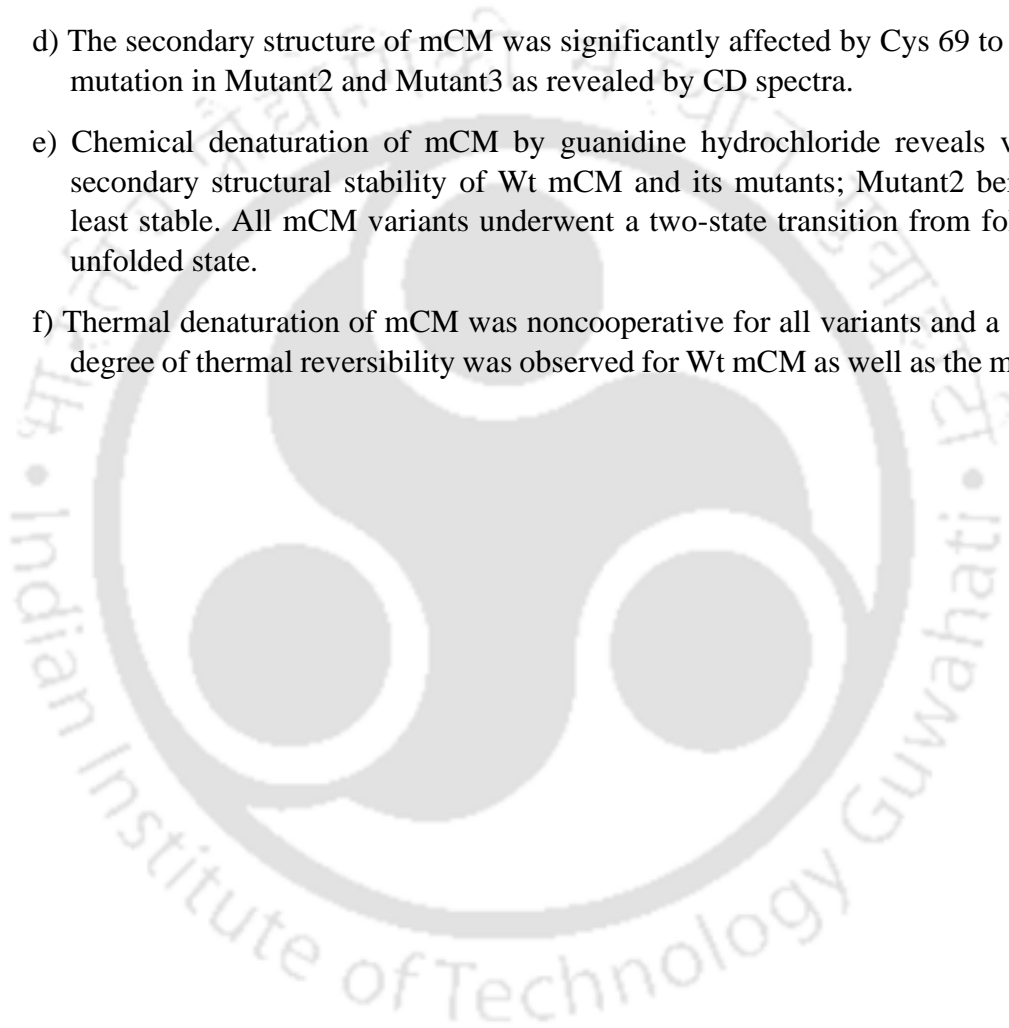 d) The secondary structure of mCM was significantly affected by Cys 69 to
mutation in Mutant2 and Mutant3 as revealed by CD spectra.
e) Chemical denaturation of mCM by guanidine hydrochloride reveals
secondary structural stability of Wt mCM and its mutants; Mutant2
least stable. All mCM variants underwent a two-state transition from
unfolded state.
f) Thermal denaturation of mCM was noncooperative for all variants and a
degree of thermal reversibility was observed for Wt mCM as well as the
Indian Institute of Technology Guwahati